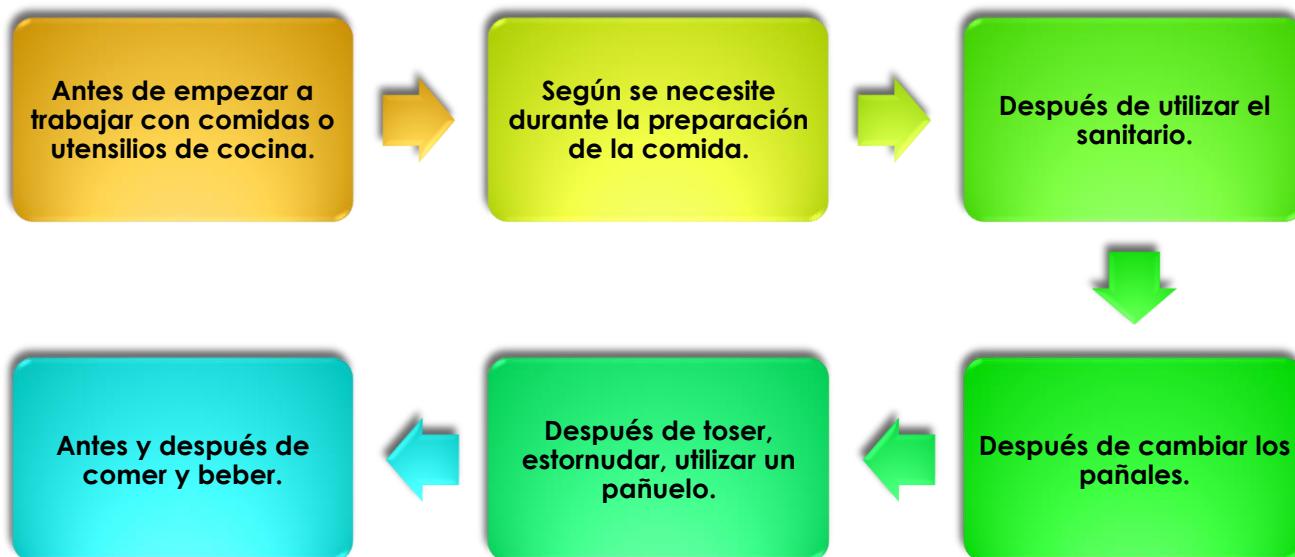 Antes de empezar a
trabajar con comidas o
utensilios de cocina.
Según se necesite
durante la preparación
de la comida.
Después de utilizar el
sanitario.
Después de cambiar los
pañales.
Después de toser,
estornudar, utilizar un
pañuelo.
Antes y después de
comer y beber.